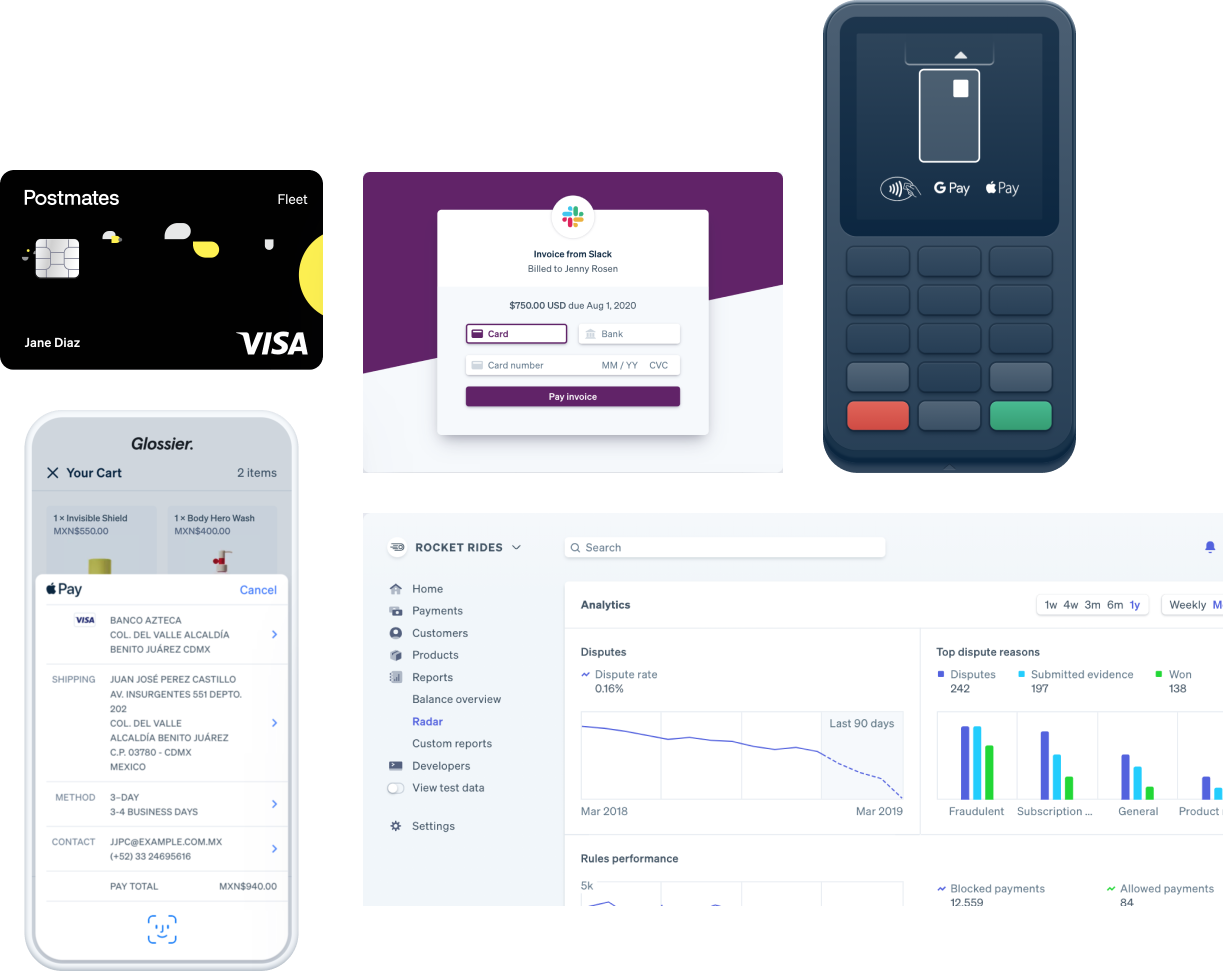 Postmates
Fleet
Jane Diaz
VISA
Invoice from Slack
Billed to Jenny Rosen
$750.00 USD due Aug 1, 2020
Card
Bank
Card number MM / YY CVC
Pay invoice
G Pay
Pay
Glossier.
Your Cart
2 items
1 × Invisible Shield
MXN$550.00
1 × Body Hero Wash
MXN$400.00
Pay
Cancel
VISA
BANCO AZTECA
COL. DEL VALLE ALCALDÍA
BENITO JUÁREZ CDMX
SHIPPING
JUAN JOSÉ PEREZ CASTILLO
AV. INSURGENTES 551 DEPTO.
202
COL. DEL VALLE
ALCALDÍA BENITO JUÁREZ
C.P. 03780 - CDMX
MEXICO
METHOD
3–DAY
3-4 BUSINESS DAYS
CONTACT
JJPC@EXAMPLE.COM.MX
(+52) 33 24695616
PAY TOTAL
MXN$940.00
ROCKET RIDES
Search
Home
Payments
Customers
Products
Reports
Balance overview
Radar
Custom reports
Developers
View test data
Settings
Analytics
1w 4w 3m 6m 1y
Weekly
Disputes
Dispute rate
0.16%
Last 90 days
Mar 2018
Mar 2019
Top dispute reasons
Disputes
242
Submitted evidence
197
Won
138
Fraudulent
Subscription ...
General
Product
Rules performance
5k
Blocked payments
12,559
Allowed payments
84